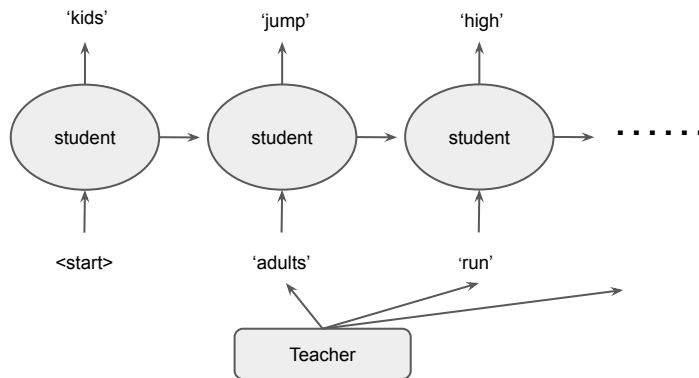 ‘kids’ ‘jump’ ‘high’
student student student ......
<start> ‘adults’ ‘run’
Teacher